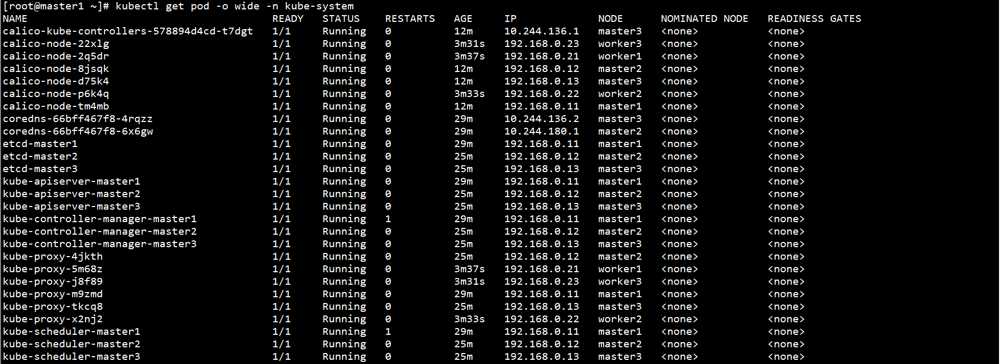 [root@master1 ~]# kubectl get pod -o wide -n kube-system
NAME                                       READY   STATUS    RESTARTS   AGE     IP             NODE      NOMINATED NODE   READINESS GATES
calico-kube-controllers-578894d4cd-t7dgt   1/1     Running   0          12m     10.244.136.1   master3   <none>           <none>
calico-node-22xlg                          1/1     Running   0          3m31s   192.168.0.23   worker3   <none>           <none>
calico-node-2q5dr                          1/1     Running   0          3m37s   192.168.0.21   worker1   <none>           <none>
calico-node-8jsqk                          1/1     Running   0          12m     192.168.0.12   master2   <none>           <none>
calico-node-d75k4                          1/1     Running   0          12m     192.168.0.13   master3   <none>           <none>
calico-node-p6k4q                          1/1     Running   0          3m33s   192.168.0.22   worker2   <none>           <none>
calico-node-tm4mb                          1/1     Running   0          12m     192.168.0.11   master1   <none>           <none>
coredns-66bff467f8-4rqzz                   1/1     Running   0          29m     10.244.136.2   master3   <none>           <none>
coredns-66bff467f8-6x6gw                   1/1     Running   0          29m     10.244.180.1   master2   <none>           <none>
etcd-master1                               1/1     Running   0          29m     192.168.0.11   master1   <none>           <none>
etcd-master2                               1/1     Running   0          25m     192.168.0.12   master2   <none>           <none>
etcd-master3                               1/1     Running   0          25m     192.168.0.13   master3   <none>           <none>
kube-apiserver-master1                     1/1     Running   0          29m     192.168.0.11   master1   <none>           <none>
kube-apiserver-master2                     1/1     Running   0          25m     192.168.0.12   master2   <none>           <none>
kube-apiserver-master3                     1/1     Running   0          25m     192.168.0.13   master3   <none>           <none>
kube-controller-manager-master1            1/1     Running   1          29m     192.168.0.11   master1   <none>           <none>
kube-controller-manager-master2            1/1     Running   0          25m     192.168.0.12   master2   <none>           <none>
kube-controller-manager-master3            1/1     Running   0          25m     192.168.0.13   master3   <none>           <none>
kube-proxy-4jkth                           1/1     Running   0          25m     192.168.0.12   master2   <none>           <none>
kube-proxy-5m68z                           1/1     Running   0          3m37s   192.168.0.21   worker1   <none>           <none>
kube-proxy-j8f89                           1/1     Running   0          3m31s   192.168.0.23   worker3   <none>           <none>
kube-proxy-m9zmd                           1/1     Running   0          29m     192.168.0.11   master1   <none>           <none>
kube-proxy-tkcq8                           1/1     Running   0          25m     192.168.0.13   master3   <none>           <none>
kube-proxy-x2nj2                           1/1     Running   0          3m33s   192.168.0.22   worker2   <none>           <none>
kube-scheduler-master1                     1/1     Running   1          29m     192.168.0.11   master1   <none>           <none>
kube-scheduler-master2                     1/1     Running   0          25m     192.168.0.12   master2   <none>           <none>
kube-scheduler-master3                     1/1     Running   0          25m     192.168.0.13   master3   <none>           <none>